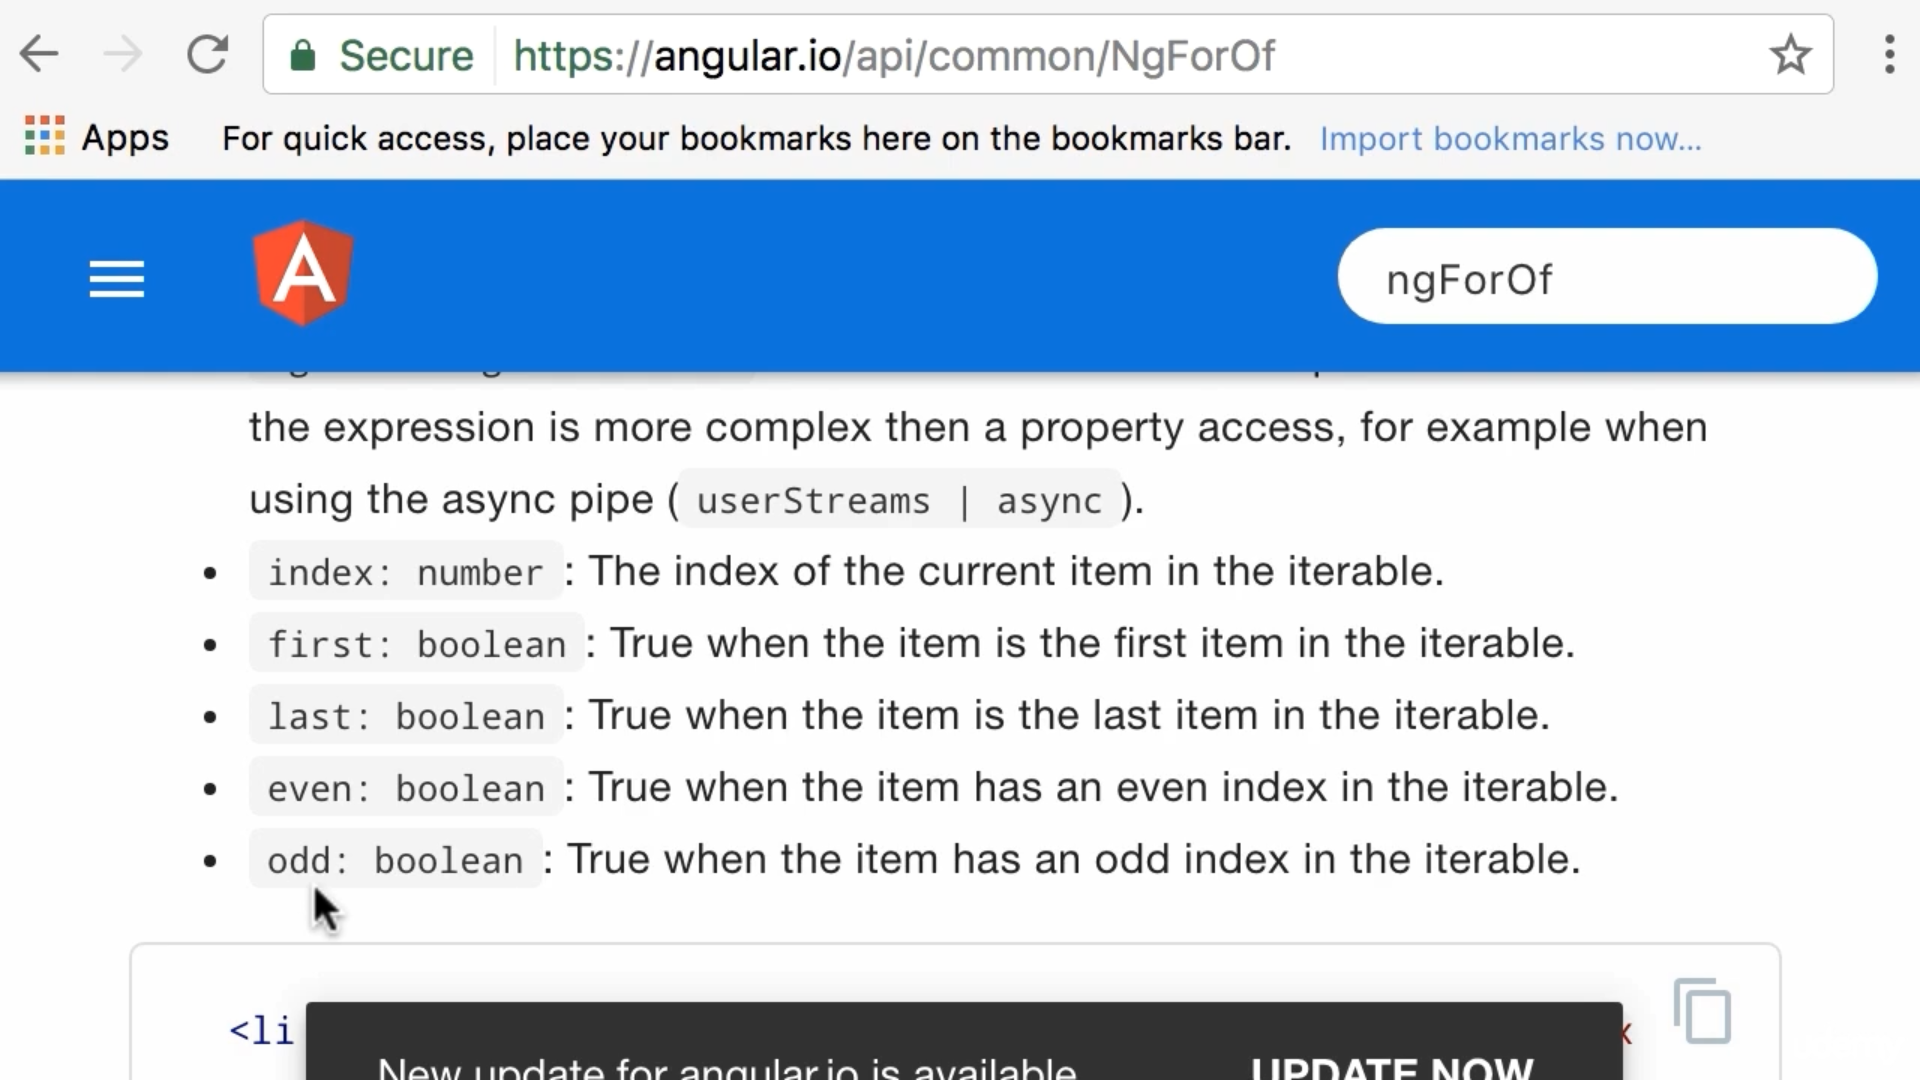 Secure https://angular.io/api/common/NgForOf
Apps For quick access, place your bookmarks here on the bookmarks bar. Import bookmarks now...
ngForOf
the expression is more complex then a property access, for example when
using the async pipe ( userStreams | async ).
• index: number : The index of the current item in the iterable.
• first: boolean : True when the item is the first item in the iterable.
• last: boolean : True when the item is the last item in the iterable.
• even: boolean : True when the item has an even index in the iterable.
• odd: boolean : True when the item has an odd index in the iterable.
<li
New update for angular.io is available UPDATE NOW